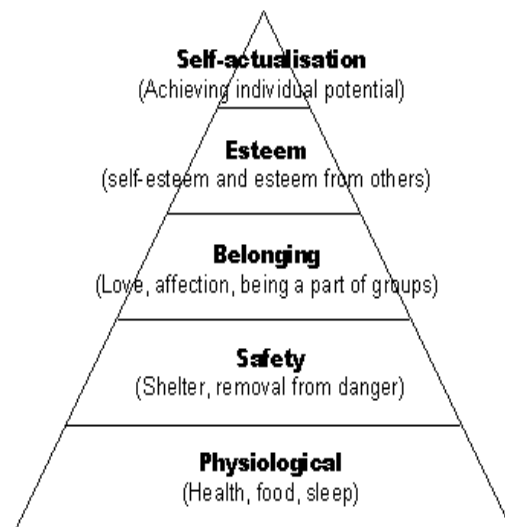 Self-actualisation
(Achieving individual potential)
Esteem
(self-esteem and esteem from others)
Belonging
(Love, affection, being a part of groups)
Safety
(Shelter, removal from danger)
Physiological
(Health, food, sleep)